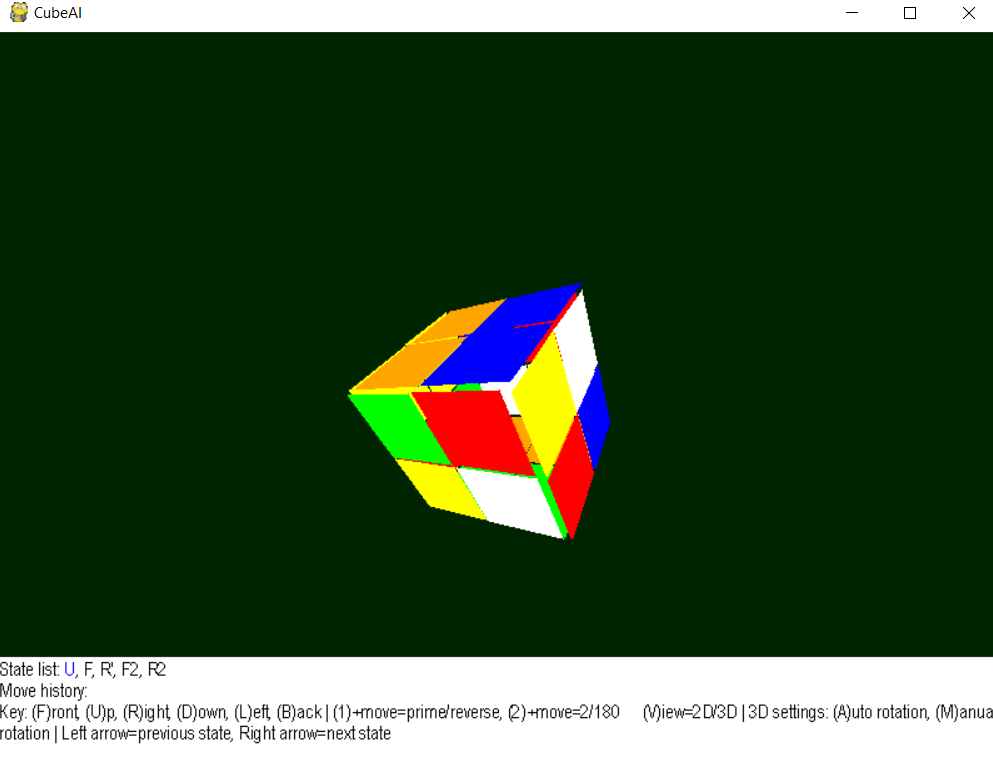 CubeAI
State list: U, F, R', F2, R2
Move history:
Key: (F)ront, (U)p, (R)ight, (D)own, (L)eft, (B)ack | (1)+move=prime/reverse, (2)+move=2/180 (V)iew=2D/3D | 3D settings: (A)uto rotation, (M)anua
rotation | Left arrow=previous state, Right arrow=next state